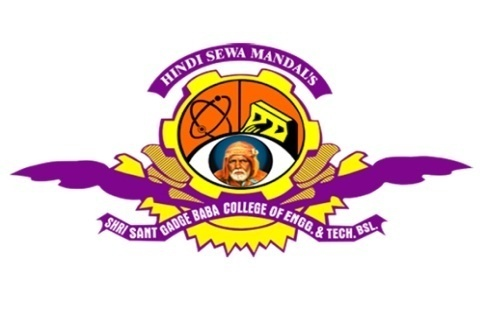 HINDI SEWA MANDAL'S
SHRI SANT GADGE BABA COLLEGE OF ENGG. & TECH. BSL.